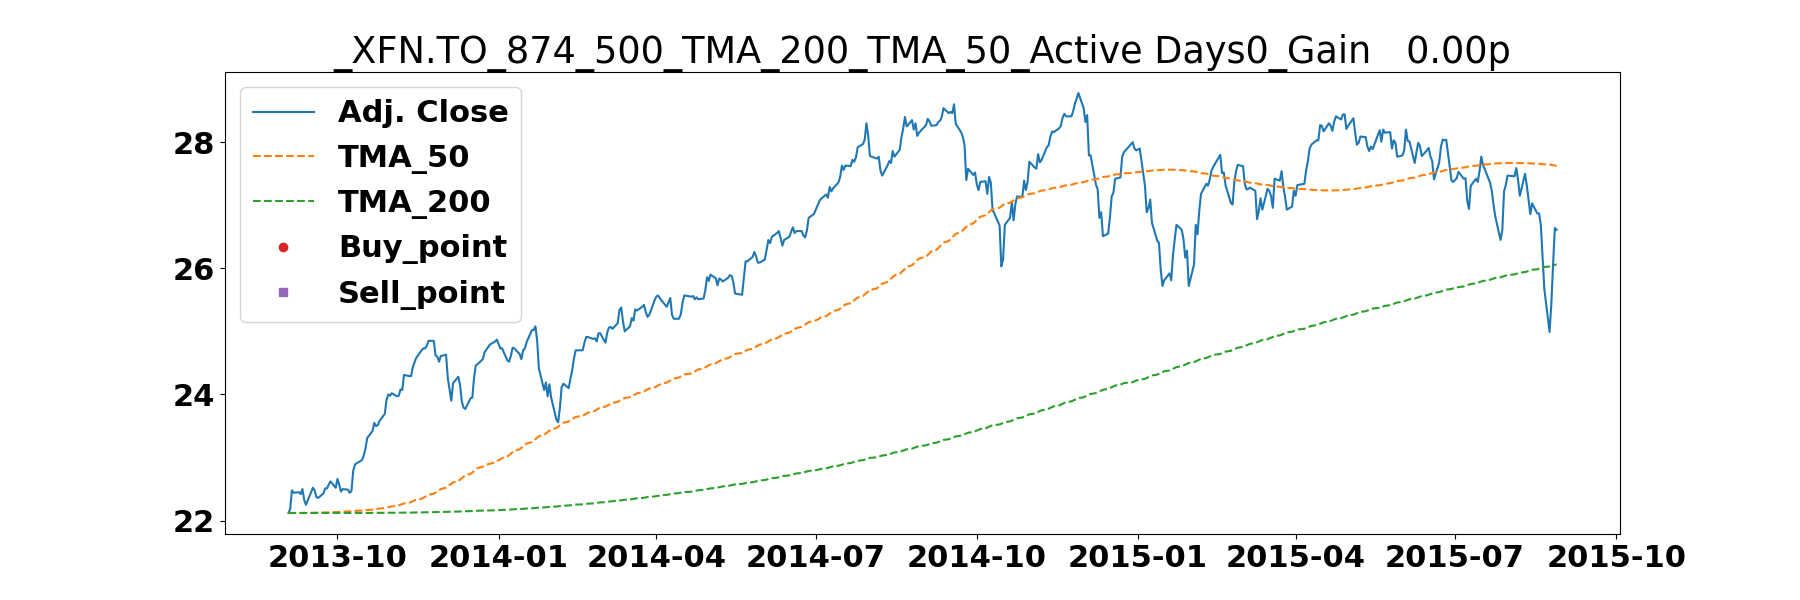 _XFN.TO_874_500_TMA_200_TMA_50_Active Days0_Gain   0.00p
Adj. Close
TMA_50
TMA_200
Buy_point
Sell_point
28
26
24
22
2013-10 2014-01 2014-04 2014-07 2014-10 2015-01 2015-04 2015-07 2015-10